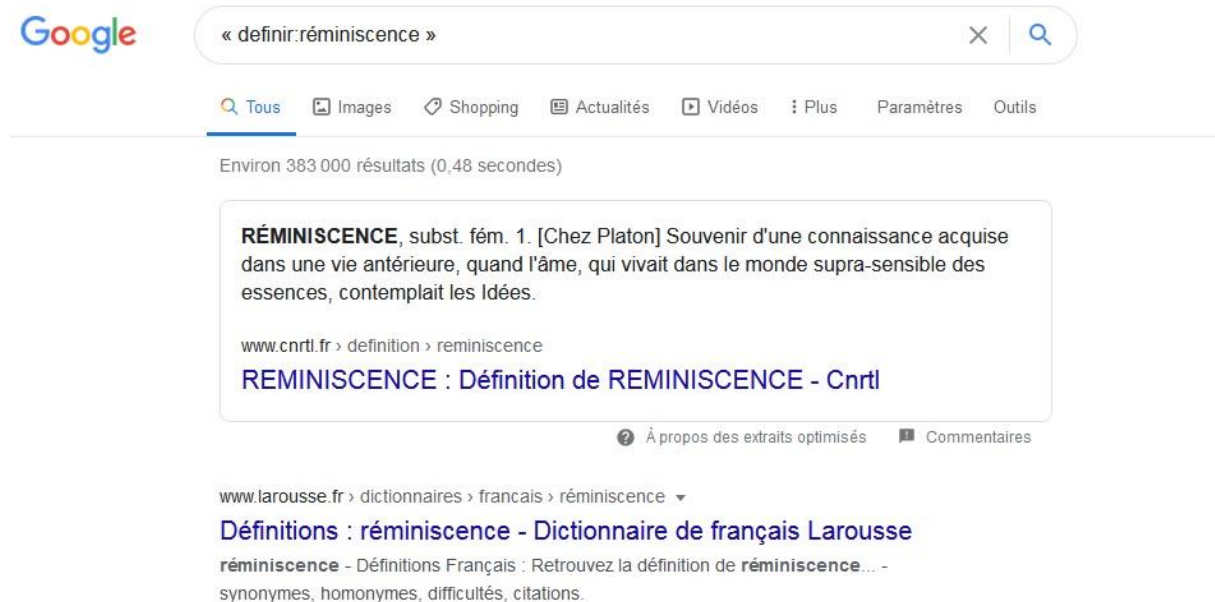 Google
« definir:réminiscence »
Tous Images Shopping Actualités Vidéos Plus Paramètres Outils
Environ 383 000 résultats (0,48 secondes)
RÉMINISCENCE, subst. fém. 1. [Chez Platon] Souvenir d'une connaissance acquise
dans une vie antérieure, quand l'âme, qui vivait dans le monde supra-sensible des
essences, contemplait les Idées.
www.cnrtl.fr › definition › reminiscence
REMINISCENCE : Définition de REMINISCENCE - Cnrtl
À propos des extraits optimisés Commentaires
www.larousse.fr › dictionnaires › francais › réminiscence
Définitions : réminiscence - Dictionnaire de français Larousse
réminiscence - Définitions Français : Retrouvez la définition de réminiscence... -
synonymes, homonymes, difficultés, citations.